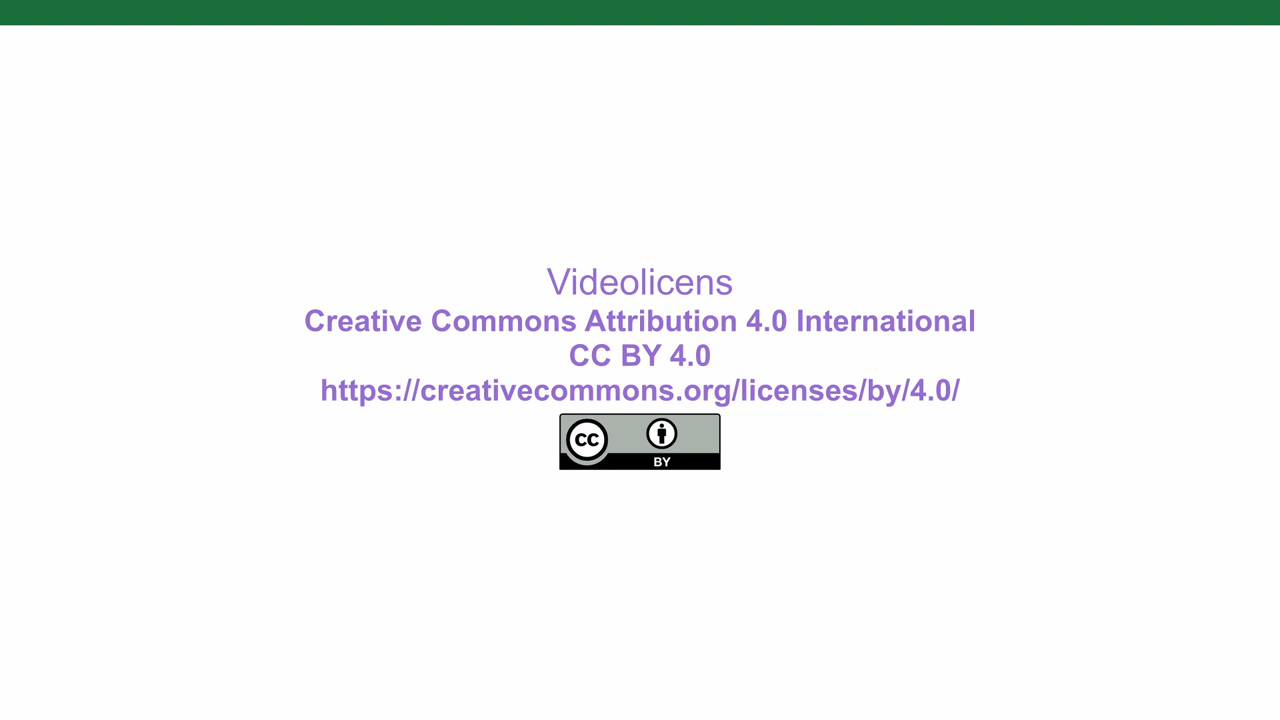 Videolicens
Creative Commons Attribution 4.0 International
CC BY 4.0
https://creativecommons.org/licenses/by/4.0/
cc
BY